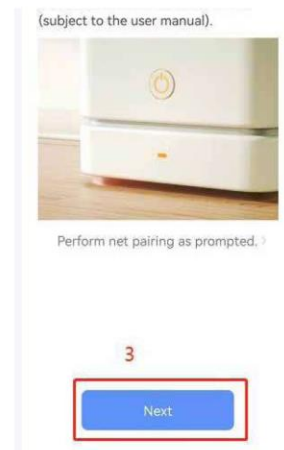 (subject to the user manual).
Perform net pairing as prompted. >
3
Next